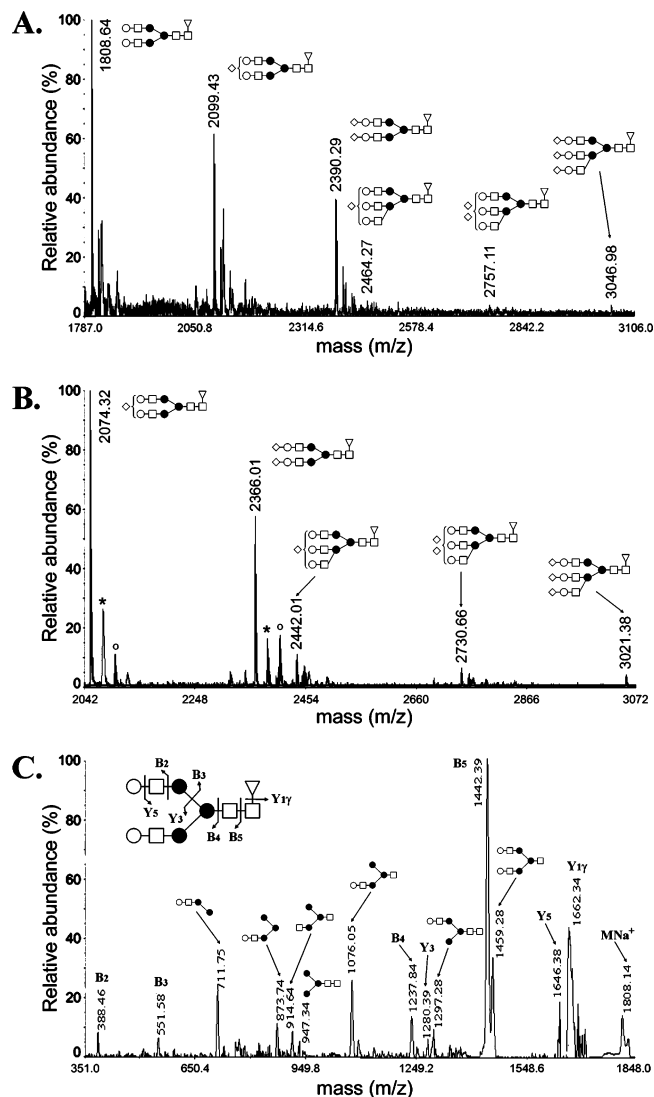 A.
Relative abundance (%)
100
80
60
40
20
0
1808.64
2099.43
2390.29
2464.27
2757.11
3046.98
1787.0 2050.8 2314.6 2578.4 2842.2 3106.0
mass (m/z)
B.
Relative abundance (%)
100
80
60
40
20
0
2074.32
*
o
2366.01
*
o
2442.01
2730.66
3021.38
2042 2248 2454 2660 2866 3072
mass (m/z)
C.
Relative abundance (%)
100
80
60
40
20
0
B2
B3
Y5
Y3
B4
B5
Y1γ
B2
388.46
B3
551.58
711.75
873.74
914.64
947.34
1076.05
B4
1237.84
Y3
1280.39
1297.28
B5
1442.39
1459.28
Y5
1646.38
Y1γ
1662.34
MNa+
1808.14
351.0 650.4 949.8 1249.2 1548.6 1848.0
mass (m/z)